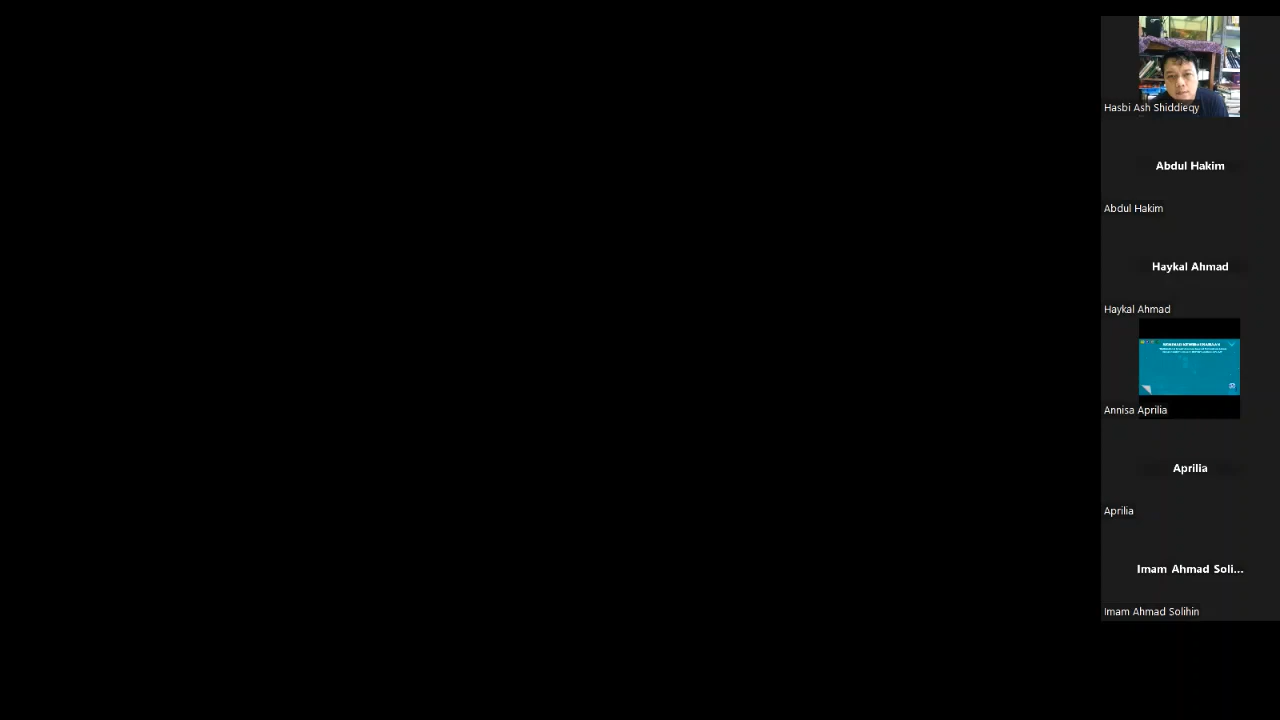 Hasbi Ash Shiddieqy
Abdul Hakim
Abdul Hakim
Haykal Ahmad
Haykal Ahmad
Annisa Aprilia
Aprilia
Aprilia
Imam Ahmad Soli...
Imam Ahmad Solihin